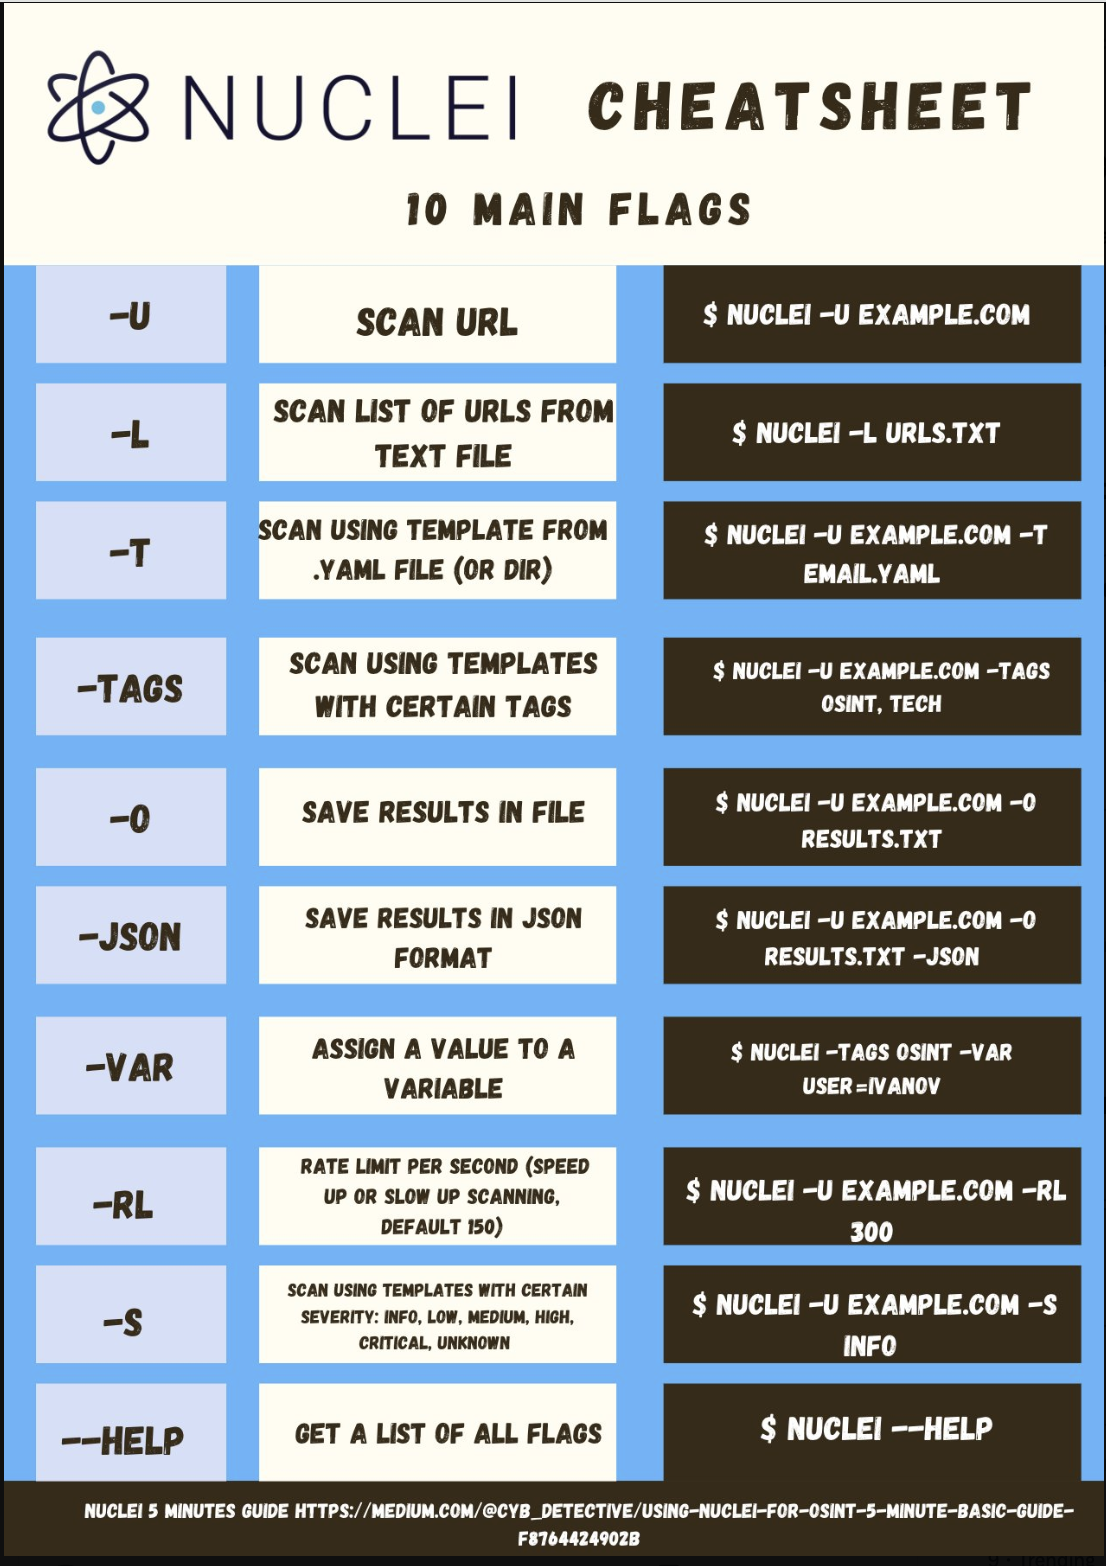 NUCLEI CHEATSHEET
10 MAIN FLAGS
-U
SCAN URL
$ NUCLEI -U EXAMPLE.COM
-L
SCAN LIST OF URLS FROM
TEXT FILE
$ NUCLEI -L URLS.TXT
-T
SCAN USING TEMPLATE FROM
.YAML FILE (OR DIR)
$ NUCLEI -U EXAMPLE.COM -T
EMAIL.YAML
-TAGS
SCAN USING TEMPLATES
WITH CERTAIN TAGS
$ NUCLEI -U EXAMPLE.COM -TAGS
OSINT, TECH
-O
SAVE RESULTS IN FILE
$ NUCLEI -U EXAMPLE.COM -O
RESULTS.TXT
-JSON
SAVE RESULTS IN JSON
FORMAT
$ NUCLEI -U EXAMPLE.COM -O
RESULTS.TXT -JSON
-VAR
ASSIGN A VALUE TO A
VARIABLE
$ NUCLEI -TAGS OSINT -VAR
USER=IVANOV
-RL
RATE LIMIT PER SECOND (SPEED
UP OR SLOW UP SCANNING,
DEFAULT 150)
$ NUCLEI -U EXAMPLE.COM -RL
300
-S
SCAN USING TEMPLATES WITH CERTAIN
SEVERITY: INFO, LOW, MEDIUM, HIGH,
CRITICAL, UNKNOWN
$ NUCLEI -U EXAMPLE.COM -S
INFO
--HELP
GET A LIST OF ALL FLAGS
$ NUCLEI --HELP
NUCLEI 5 MINUTES GUIDE HTTPS://MEDIUM.COM/@CYB_DETECTIVE/USING-NUCLEI-FOR-OSINT-5-MINUTE-BASIC-GUIDE-
F8764424902B